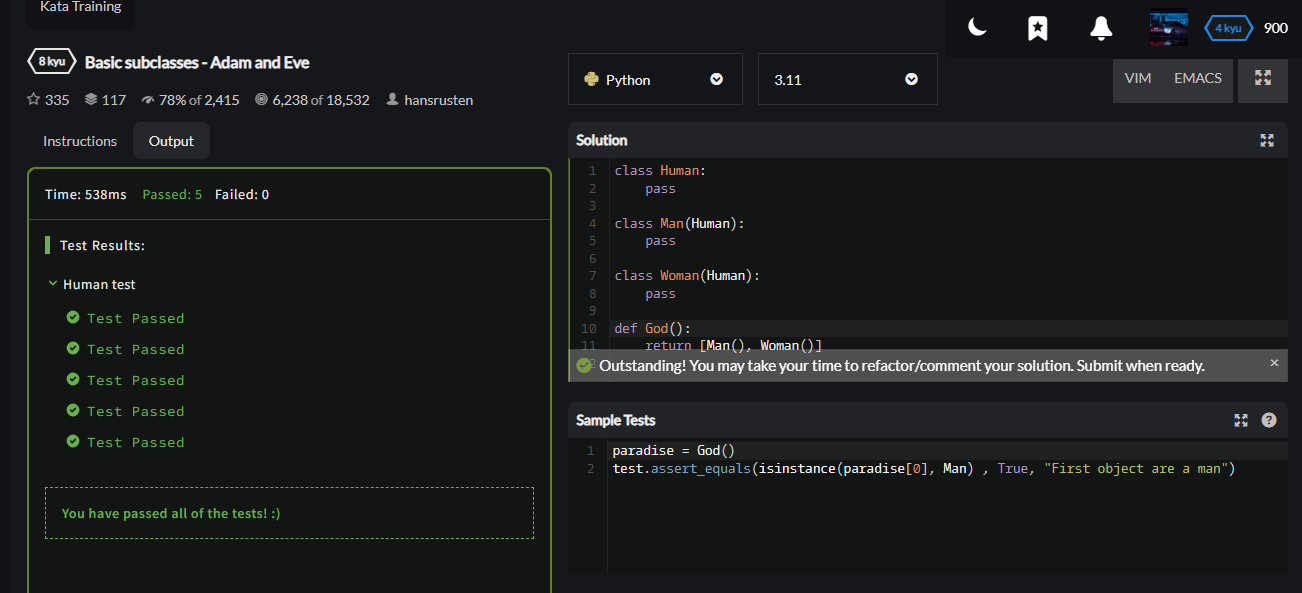 Kata Training
4 kyu 900
8 kyu Basic subclasses - Adam and Eve
335 117 78% of 2,415 6,238 of 18,532 hansrusten
Python
3.11
VIM EMACS
Instructions Output
Time: 538ms Passed: 5 Failed: 0
Test Results:
Human test
Test Passed
Test Passed
Test Passed
Test Passed
Test Passed
You have passed all of the tests! :)
Solution
1 class Human:
2     pass
3
4 class Man(Human):
5     pass
6
7 class Woman(Human):
8     pass
9
10 def God():
11     return [Man(), Woman()]
Outstanding! You may take your time to refactor/comment your solution. Submit when ready. ×
Sample Tests ?
1 paradise = God()
2 test.assert_equals(isinstance(paradise[0], Man) , True, "First object are a man")